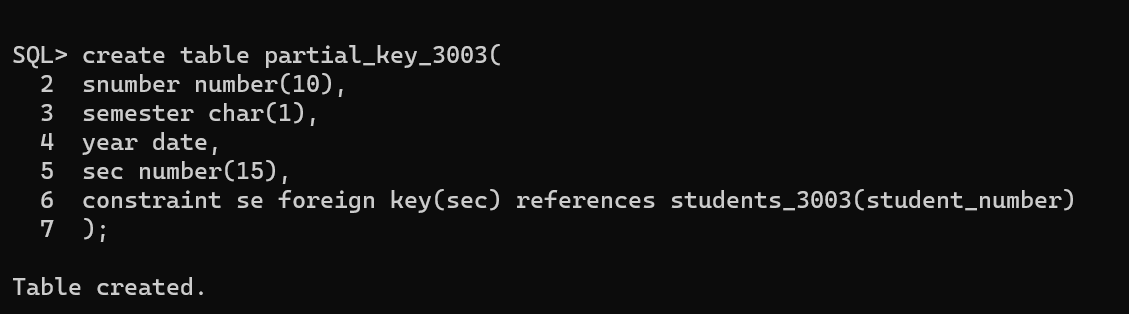 SQL> create table partial_key_3003(
  2  snumber number(10),
  3  semester char(1),
  4  year date,
  5  sec number(15),
  6  constraint se foreign key(sec) references students_3003(student_number)
  7  );
Table created.